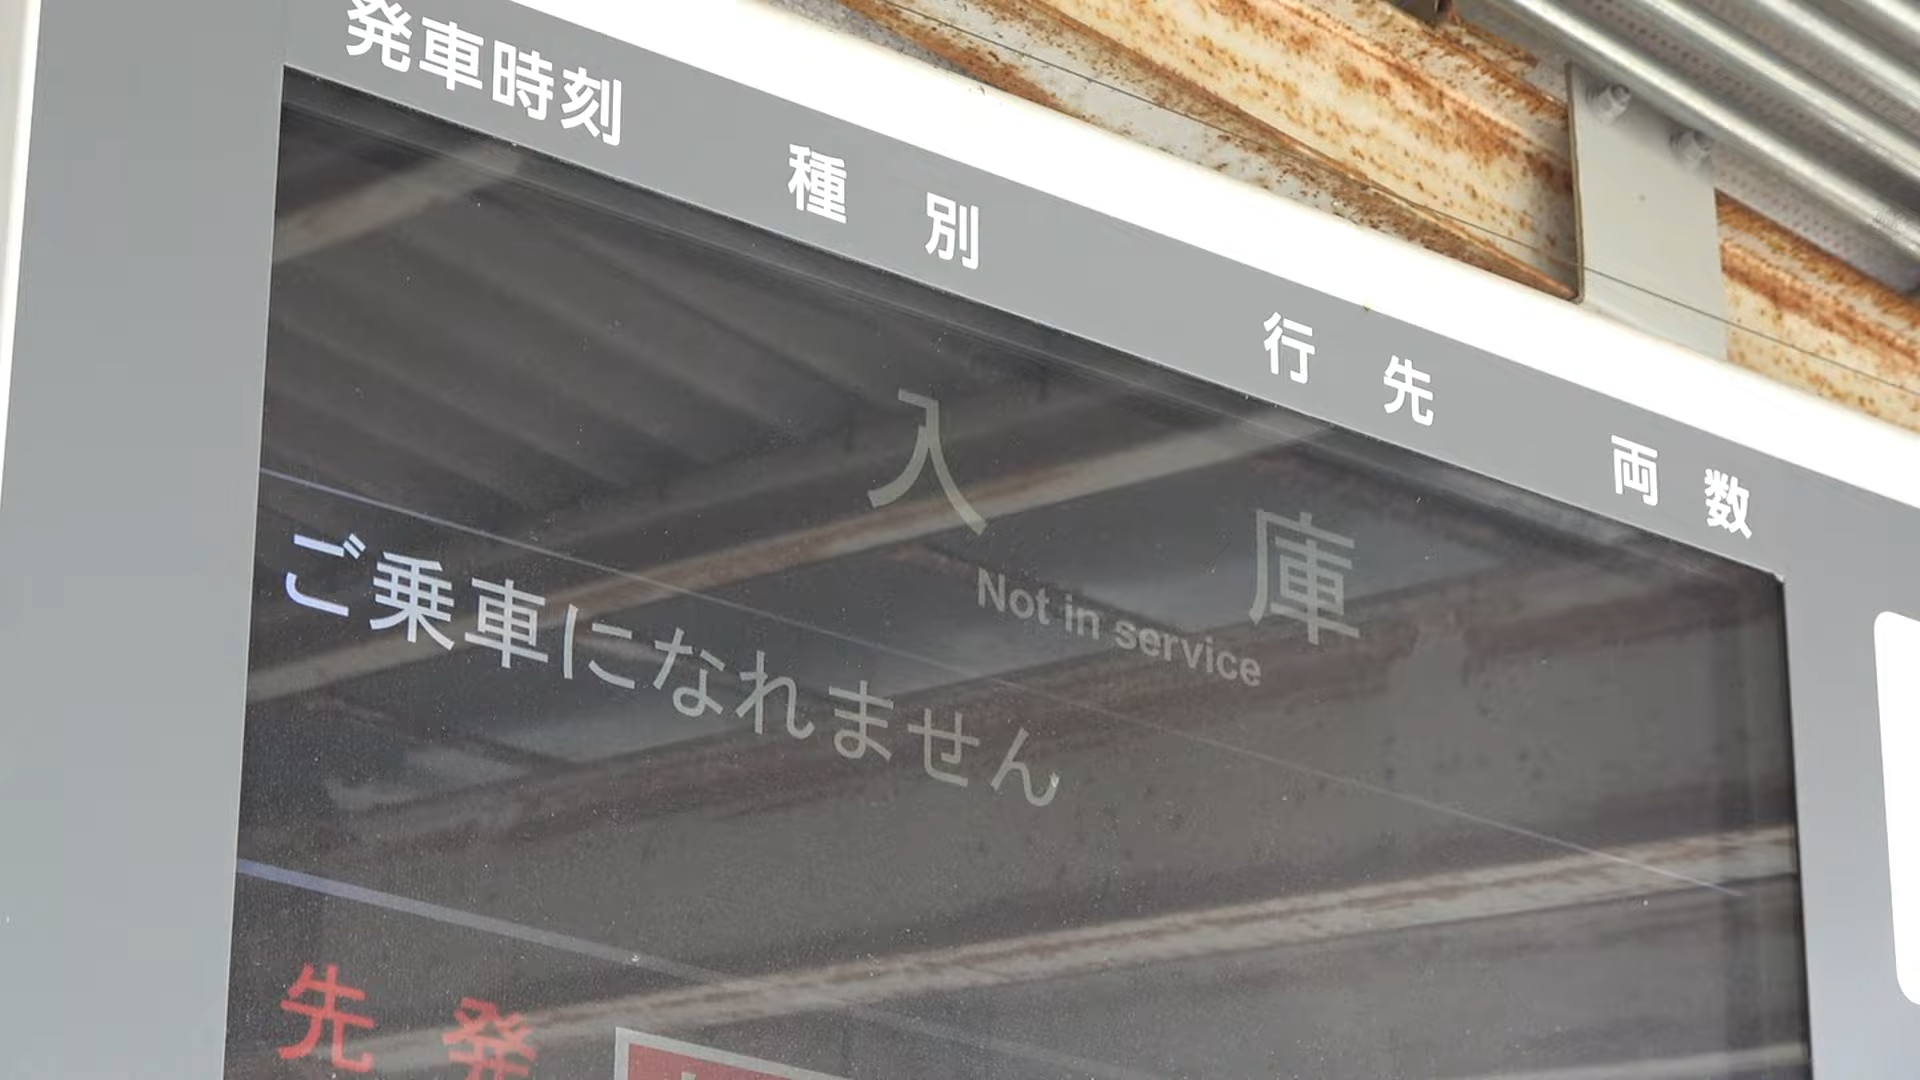 発車時刻 種別 行先 両数
入庫
Not in service
ご乗車になれません
先発